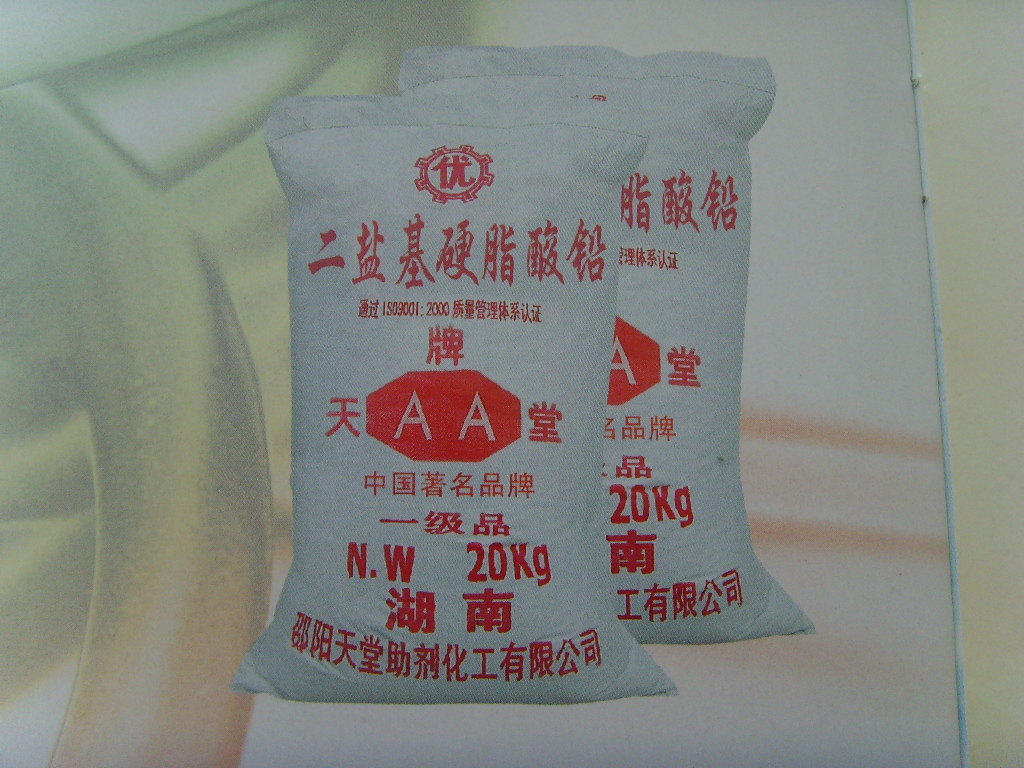 优
二盐基硬脂酸铅
通过ISO9001:2000质量管理体系认证
牌
天AA堂
中国著名品牌
一级品
N.W 20Kg
湖南
邵阳天堂助剂化工有限公司
脂酸铅
管理体系认证
A堂
名品牌
品
20Kg
南
工有限公司